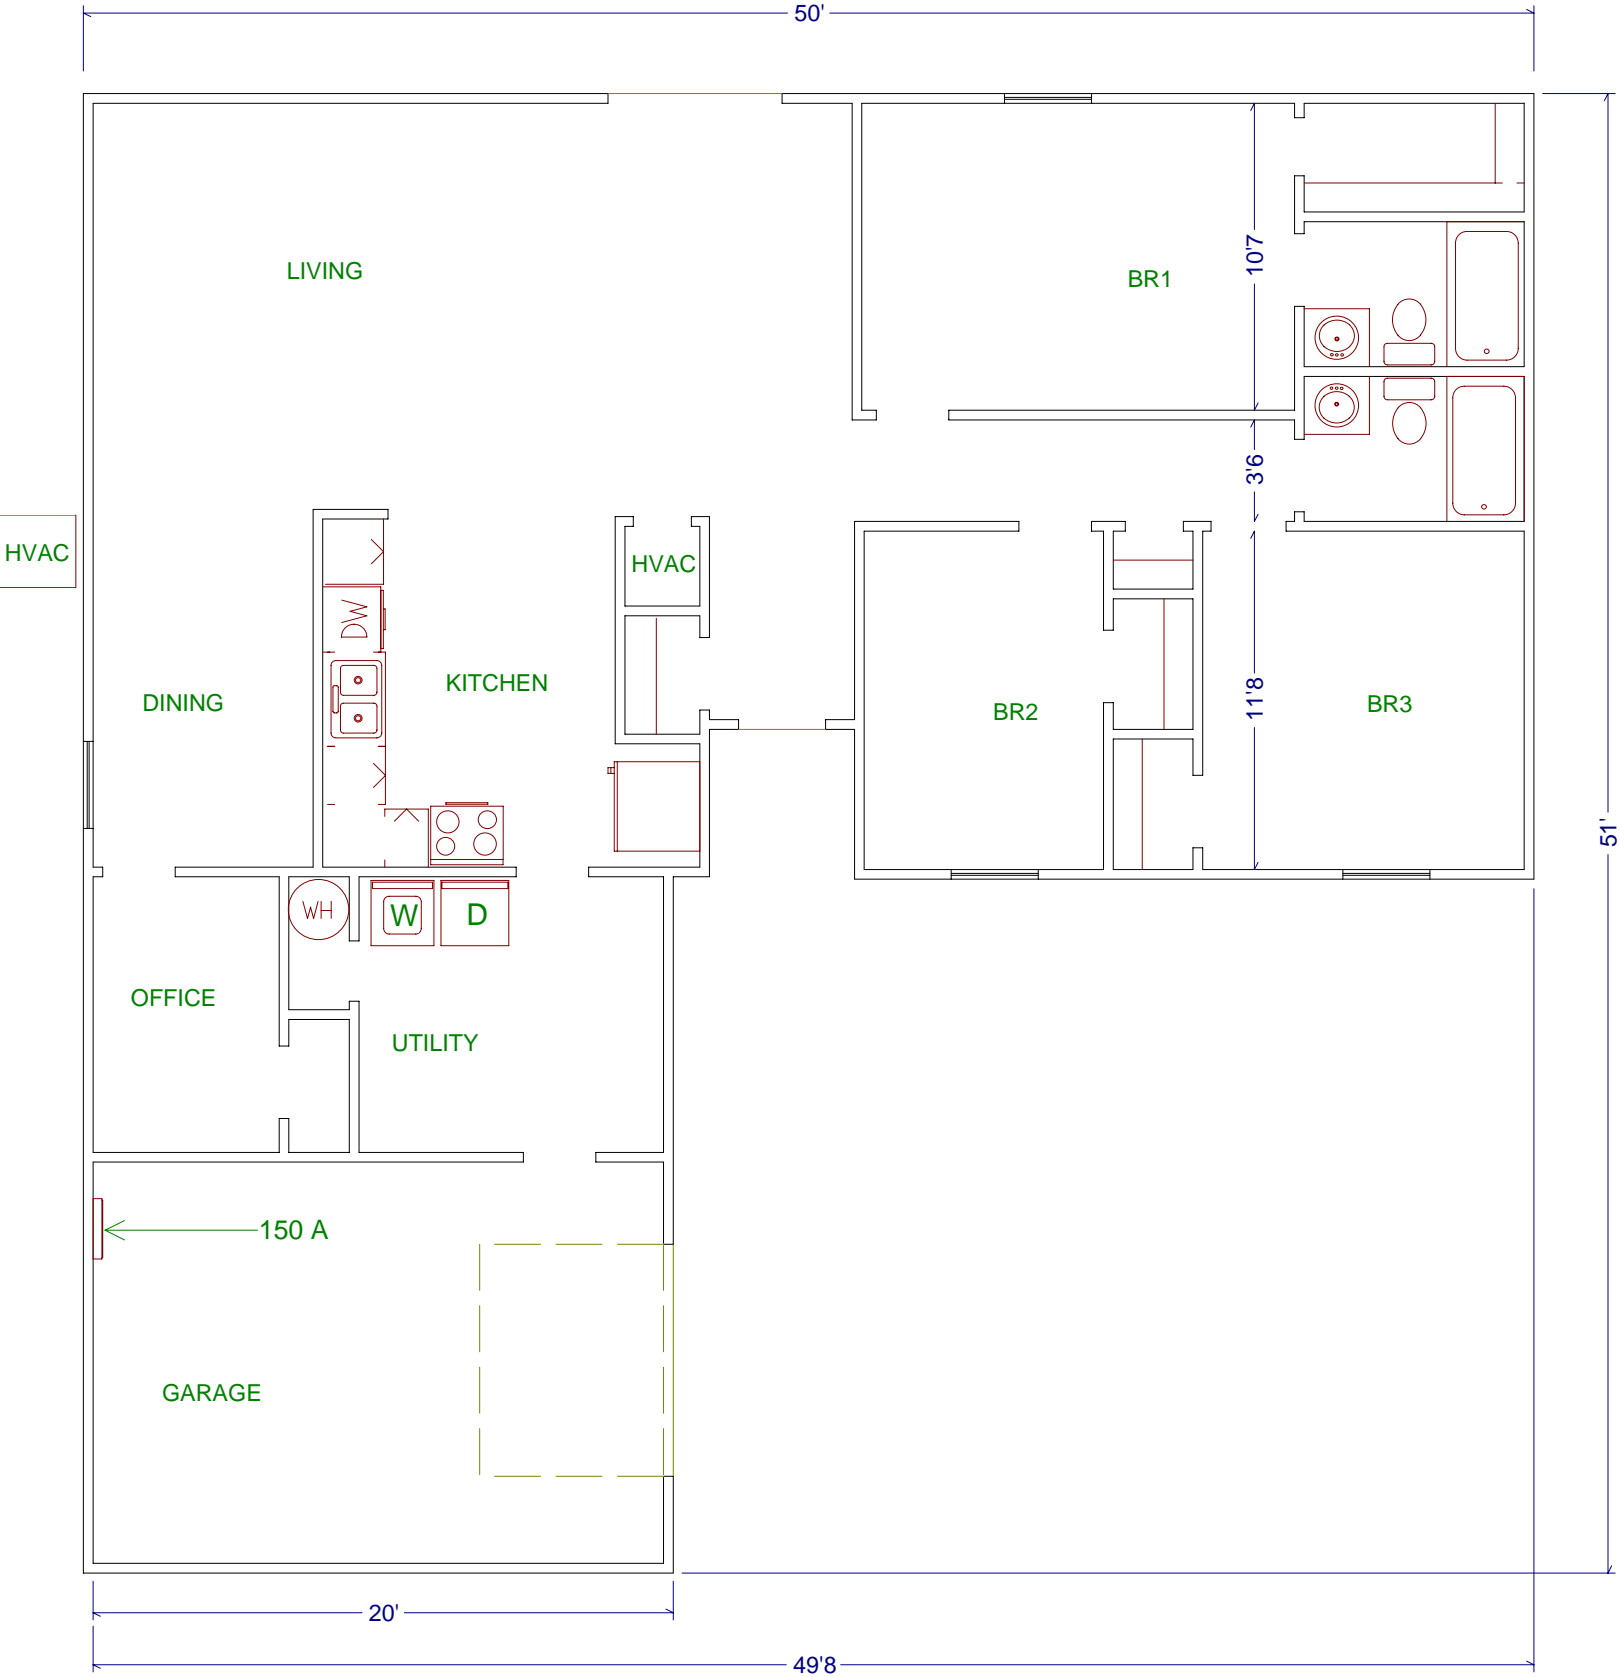 50'
LIVING
10'7
BR1
3'6
HVAC
HVAC
DW
KITCHEN
DINING
BR2
11'8
BR3
51'
WH
W
D
OFFICE
UTILITY
150 A
GARAGE
20'
49'8